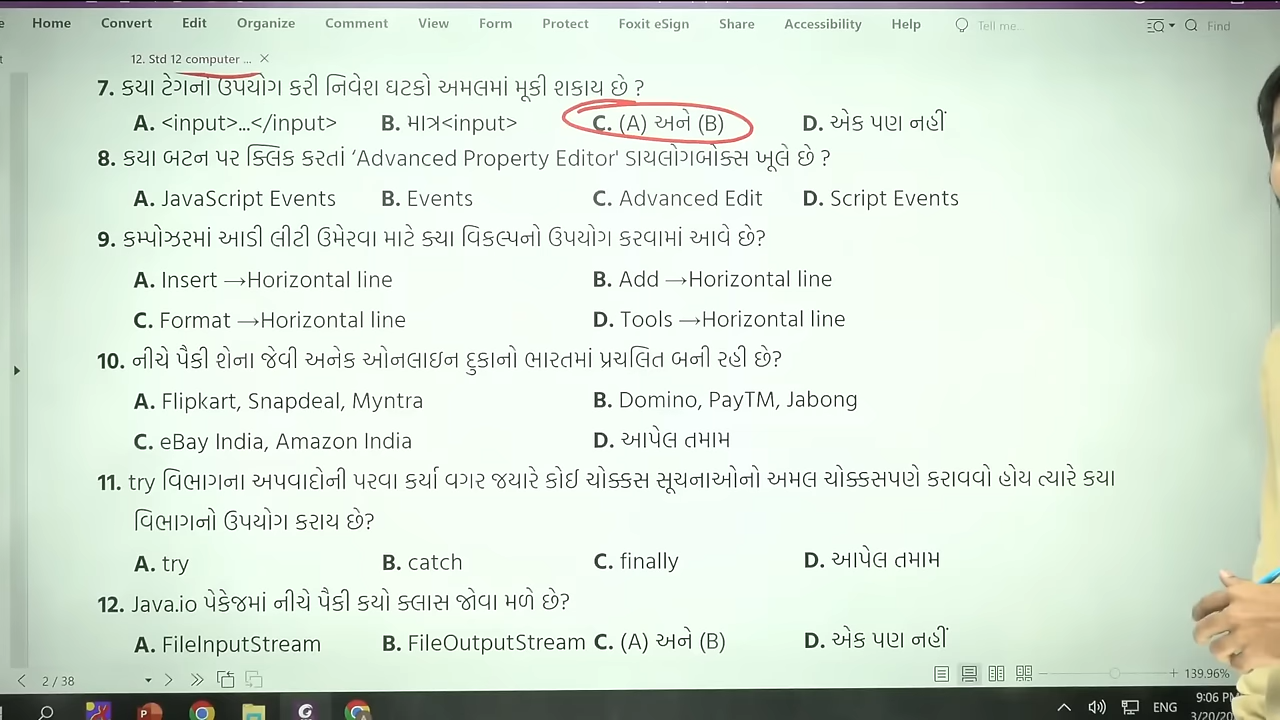 Home Convert Edit Organize Comment View Form Protect Foxit eSign Share Accessibility Help Tell me... Find
12. Std 12 computer ...
7. કયા ટેગનો ઉપયોગ કરી નિવેશ ઘટકો અમલમાં મૂકી શકાય છે ?
A. <input>...</input> B. માત્ર<input> C. (A) અને (B) D. એક પણ નહીં
8. કયા બટન પર ક્લિક કરતાં ‘Advanced Property Editor' ડાયલોગબોક્સ ખૂલે છે ?
A. JavaScript Events B. Events C. Advanced Edit D. Script Events
9. કમ્પોઝરમાં આડી લીટી ઉમેરવા માટે ક્યા વિકલ્પનો ઉપયોગ કરવામાં આવે છે?
A. Insert →Horizontal line B. Add →Horizontal line
C. Format →Horizontal line D. Tools →Horizontal line
10. નીચે પૈકી શેના જેવી અનેક ઓનલાઇન દુકાનો ભારતમાં પ્રચલિત બની રહી છે?
A. Flipkart, Snapdeal, Myntra B. Domino, PayTM, Jabong
C. eBay India, Amazon India D. આપેલ તમામ
11. try વિભાગના અપવાદોની પરવા કર્યા વગર જયારે કોઈ ચોક્કસ સૂચનાઓનો અમલ ચોક્કસપણે કરાવવો હોય ત્યારે કયા
વિભાગનો ઉપયોગ કરાય છે?
A. try B. catch C. finally D. આપેલ તમામ
12. Java.io પેકેજમાં નીચે પૈકી કયો ક્લાસ જોવા મળે છે?
A. FileInputStream B. FileOutputStream C. (A) અને (B) D. એક પણ નહીં
2 / 38 139.96%
ENG 9:06 PM